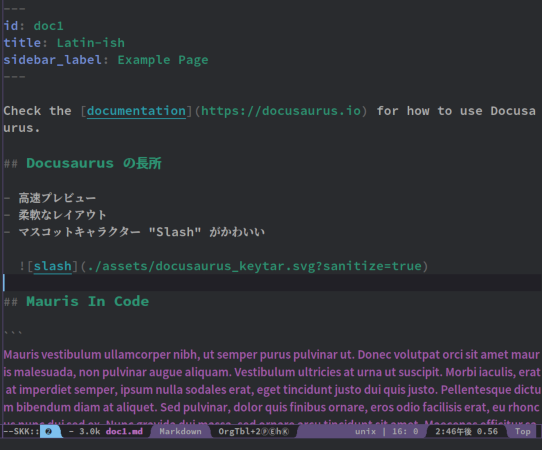 ---
id: doc1
title: Latin-ish
sidebar_label: Example Page
---
Check the [documentation](https://docusaurus.io) for how to use Docusa
urus.
## Docusaurus の長所
- 高速プレビュー
- 柔軟なレイアウト
- マスコットキャラクター "Slash" がかわいい
![slash](./assets/docusaurus_keytar.svg?sanitize=true)
## Mauris In Code
```
Mauris vestibulum ullamcorper nibh, ut semper purus pulvinar ut. Donec volutpat orci sit amet maur
is malesuada, non pulvinar augue aliquam. Vestibulum ultricies at urna ut suscipit. Morbi iaculis, erat
at imperdiet semper, ipsum nulla sodales erat, eget tincidunt justo dui quis justo. Pellentesque dictu
m bibendum diam at aliquet. Sed pulvinar, dolor quis finibus ornare, eros odio facilisis erat, eu rhonc
--SKK:: ❷ - 3.0k doc1.md Markdown OrgTbl+2ⓅⒺhⓀ unix | 16: 0 2:46午後 0.56 Top